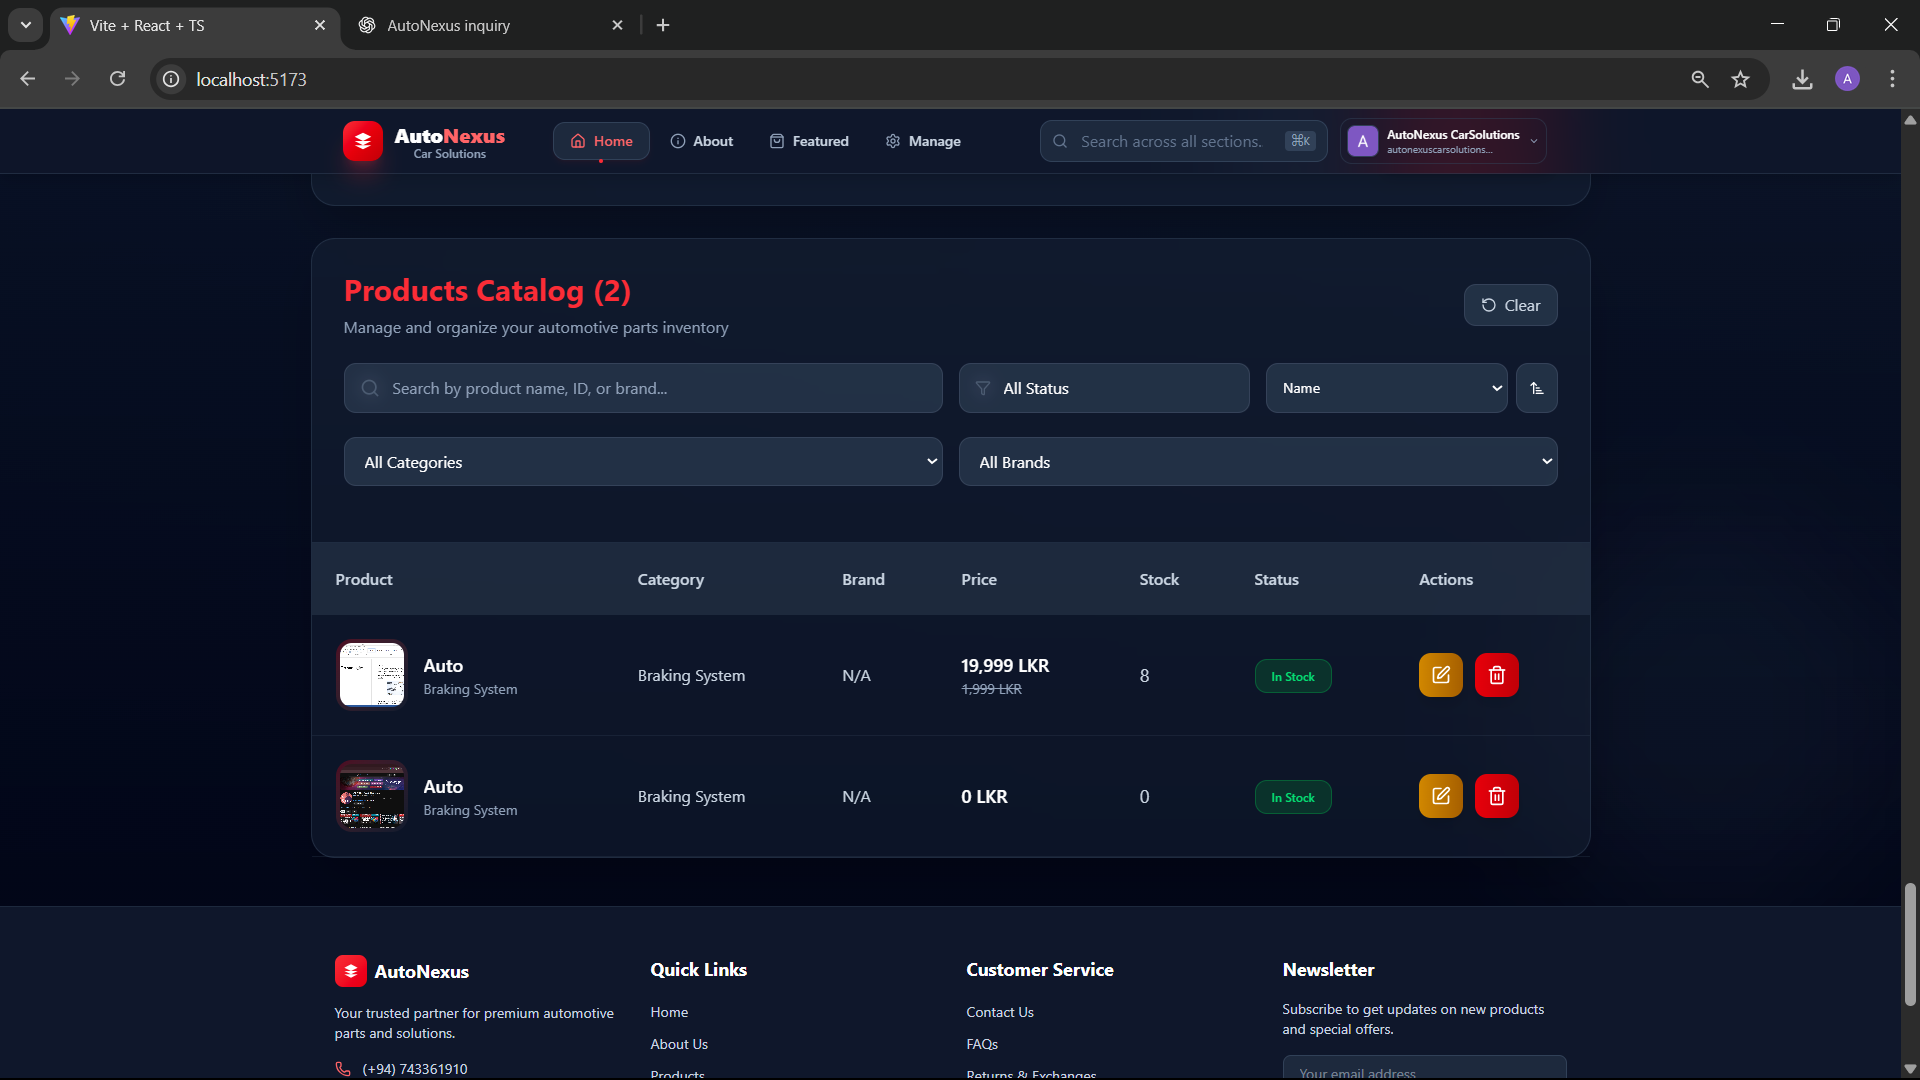 Vite + React + TS
AutoNexus inquiry
localhost:5173
A
AutoNexus
Car Solutions
Home
About
Featured
Manage
Search across all sections.
⌘K
A
AutoNexus CarSolutions
autonexuscarsolutions...
Products Catalog (2)
Manage and organize your automotive parts inventory
Clear
Search by product name, ID, or brand...
All Status
Name
All Categories
All Brands
Product Category Brand Price Stock Status Actions
Auto
Braking System
Braking System
N/A
19,999 LKR
1,999 LKR
8
In Stock
Auto
Braking System
Braking System
N/A
0 LKR
0
In Stock
AutoNexus
Your trusted partner for premium automotive
parts and solutions.
(+94) 743361910
Quick Links
Home
About Us
Products
Customer Service
Contact Us
FAQs
Returns & Exchanges
Newsletter
Subscribe to get updates on new products
and special offers.
Your email address